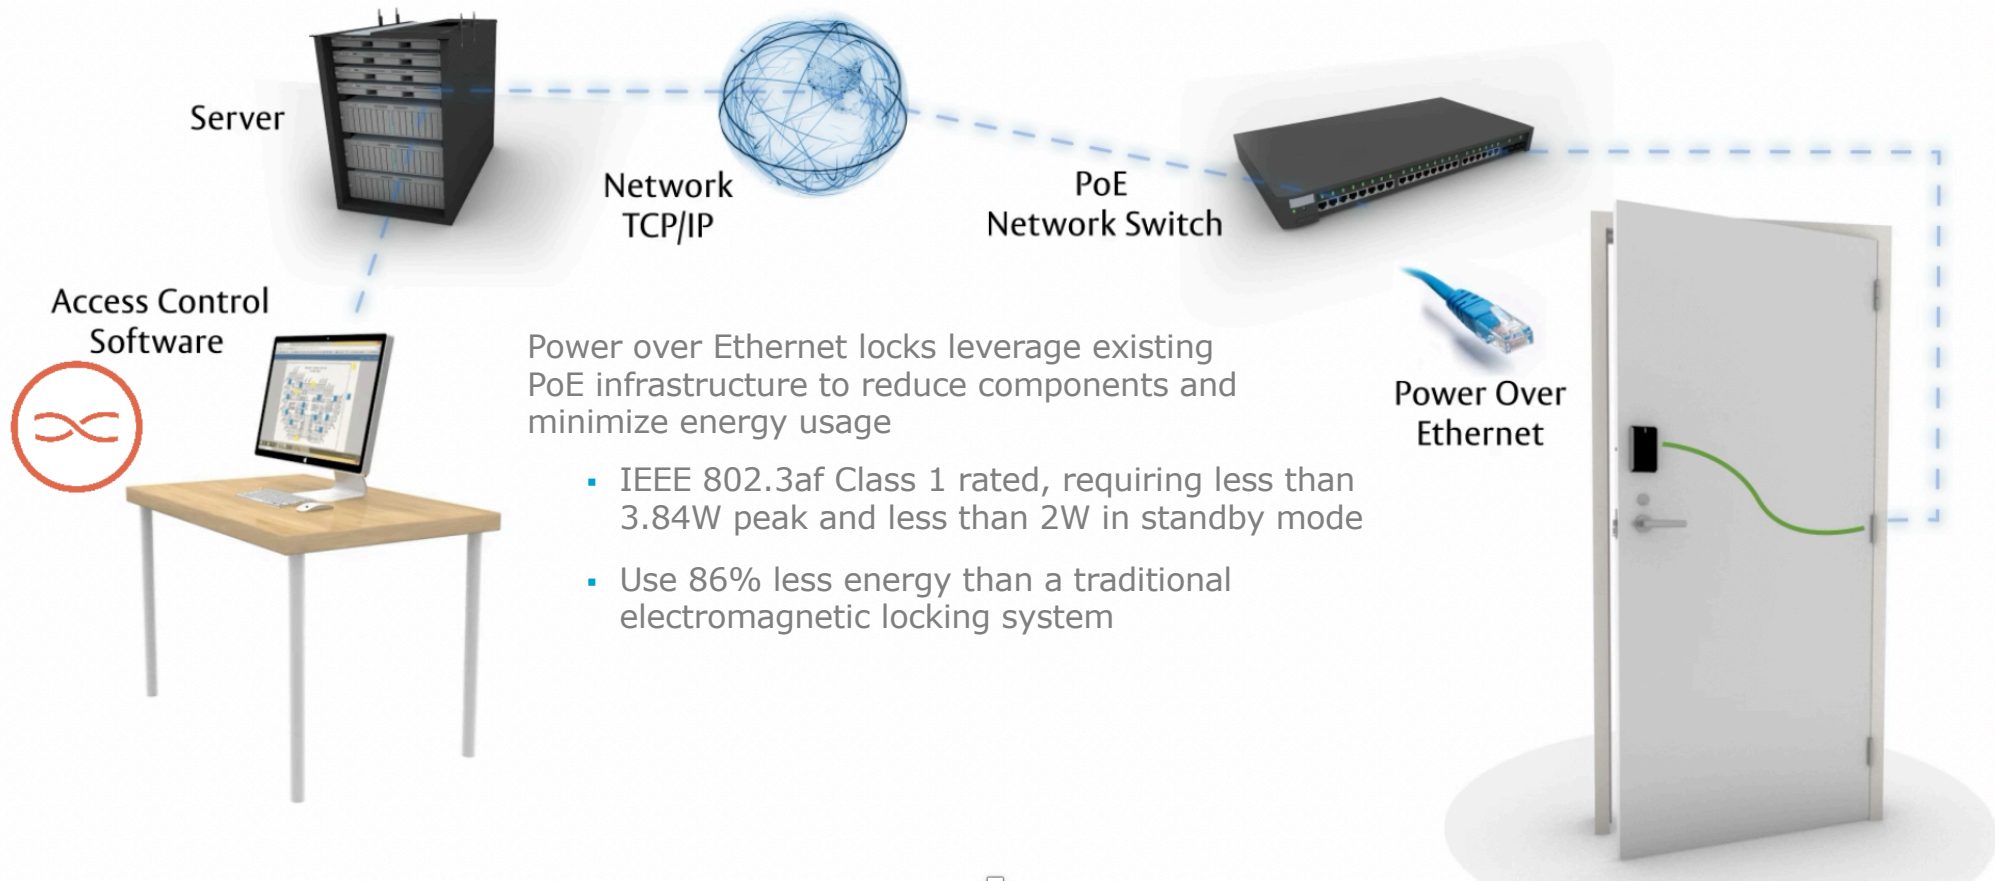 Server
Network
TCP/IP
PoE
Network Switch
Access Control
Software
Power over Ethernet locks leverage existing
PoE infrastructure to reduce components and
minimize energy usage
▪ IEEE 802.3af Class 1 rated, requiring less than
3.84W peak and less than 2W in standby mode
▪ Use 86% less energy than a traditional
electromagnetic locking system
Power Over
Ethernet